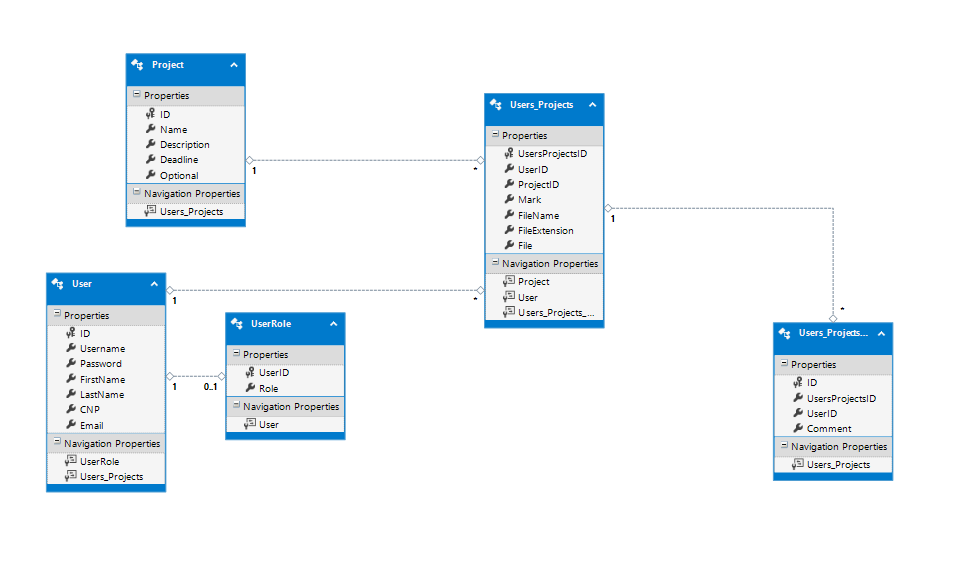 Project
Properties
ID
Name
Description
Deadline
Optional
Navigation Properties
Users_Projects
1
*
Users_Projects
Properties
UsersProjectsID
UserID
ProjectID
Mark
FileName
FileExtension
File
Navigation Properties
Project
User
Users_Projects_...
1
*
User
Properties
ID
Username
Password
FirstName
LastName
CNP
Email
Navigation Properties
UserRole
Users_Projects
1
*
1
0..1
UserRole
Properties
UserID
Role
Navigation Properties
User
Users_Projects...
Properties
ID
UsersProjectsID
UserID
Comment
Navigation Properties
Users_Projects